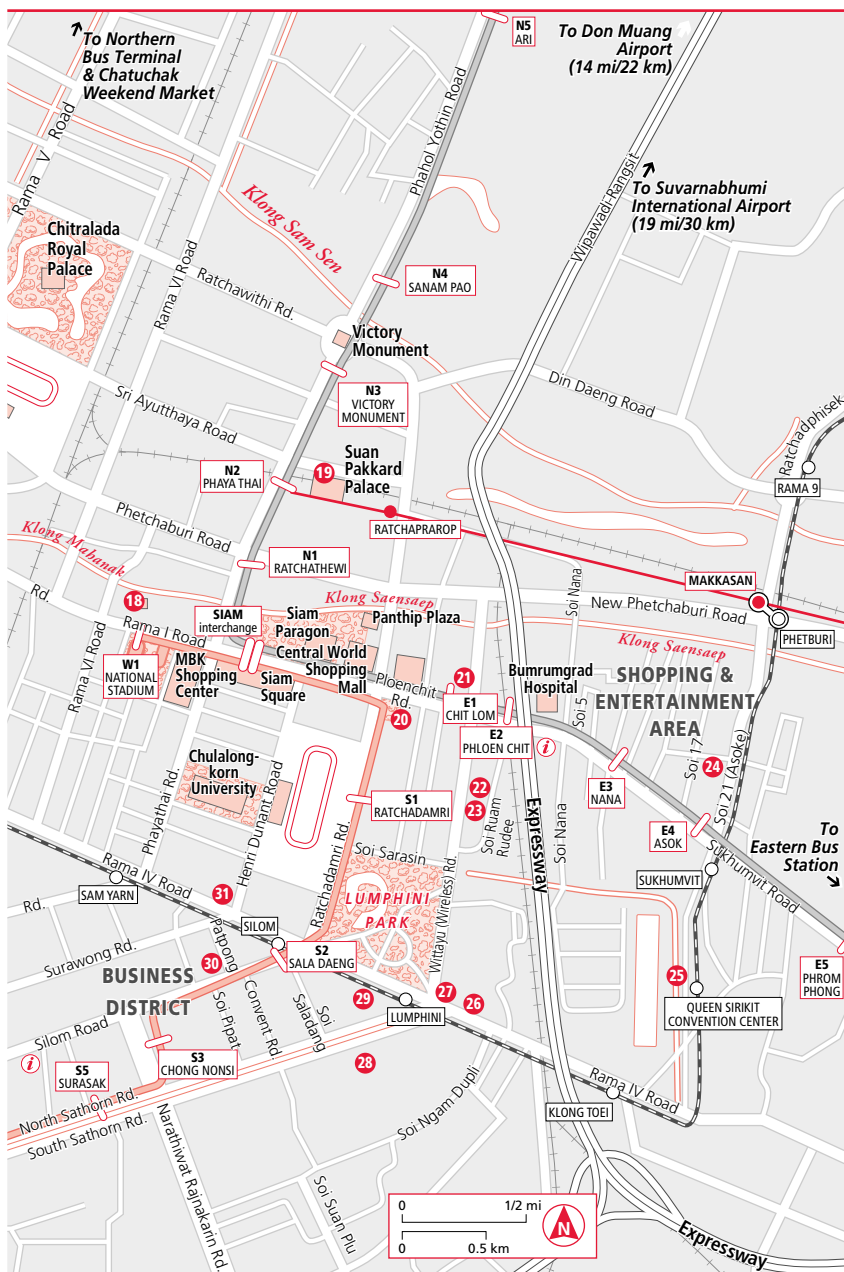 To Northern
Bus Terminal
& Chatuchak
Weekend Market
N5
ARI
To Don Muang
Airport
(14 mi/22 km)
Rama V Road
Phahol Yothin Road
Klong Sam Sen
Wipawadi-Rangsit
To Suvarnabhumi
International Airport
(19 mi/30 km)
Chitralada
Royal
Palace
Rama VI Road
Ratchawithi Rd.
N4
SANAM PAO
Victory
Monument
N3
VICTORY
MONUMENT
Din Daeng Road
Sri Ayutthaya Road
Ratchadphisek
N2
PHAYA THAI
19
Suan
Pakkard
Palace
RAMA 9
Phetchaburi Road
RATCHAPRAROP
Klong Mahanak
N1
RATCHATHEWI
MAKKASAN
Soi Nana
Klong Saensaep
New Phetchaburi Road
PHETBURI
18
Rd.
Rama I Road
SIAM
interchange
Siam
Paragon
Panthip Plaza
Klong Saensaep
Central World
Shopping
Mall
W1
NATIONAL
STADIUM
MBK
Shopping
Center
Siam
Square
Ploenchit
Rd.
21
E1
CHIT LOM
Bumrumgrad
Hospital
SHOPPING &
ENTERTAINMENT
AREA
Rama VI Road
20
E2
PHLOEN CHIT
i
Soi 5
Soi 17
24
Soi 21 (Asoke)
Chulalong-
korn
University
Phayathai Rd.
Henri Dunant Road
S1
RATCHADAMRI
22
23
Soi Ruam
Rudee
E3
NANA
E4
ASOK
To
Eastern Bus
Station
Expressway
Soi Nana
Sukhumvit Road
Soi Sarasin
Ratchadamri Rd.
Wittayu (Wireless) Rd.
Rama IV Road
SAM YARN
31
LUMPHINI
PARK
SUKHUMVIT
Rd.
SILOM
Surawong Rd.
Patpong
S2
SALA DAENG
E5
PHROM
PHONG
30
BUSINESS
DISTRICT
25
27
26
29
LUMPHINI
QUEEN SIRIKIT
CONVENTION CENTER
Silom Road
Soi Pipat
Convent Rd
Soi
Saladang
i
S3
CHONG NONSI
28
S5
SURASAK
Rama IV Road
KLONG TOEI
Soi Ngam Dupli
North Sathorn Rd.
South Sathorn Rd.
Narathiwat Rajnakarin Rd.
Soi Suan Plu
0
1/2 mi
0
0.5 km
N
Expressway